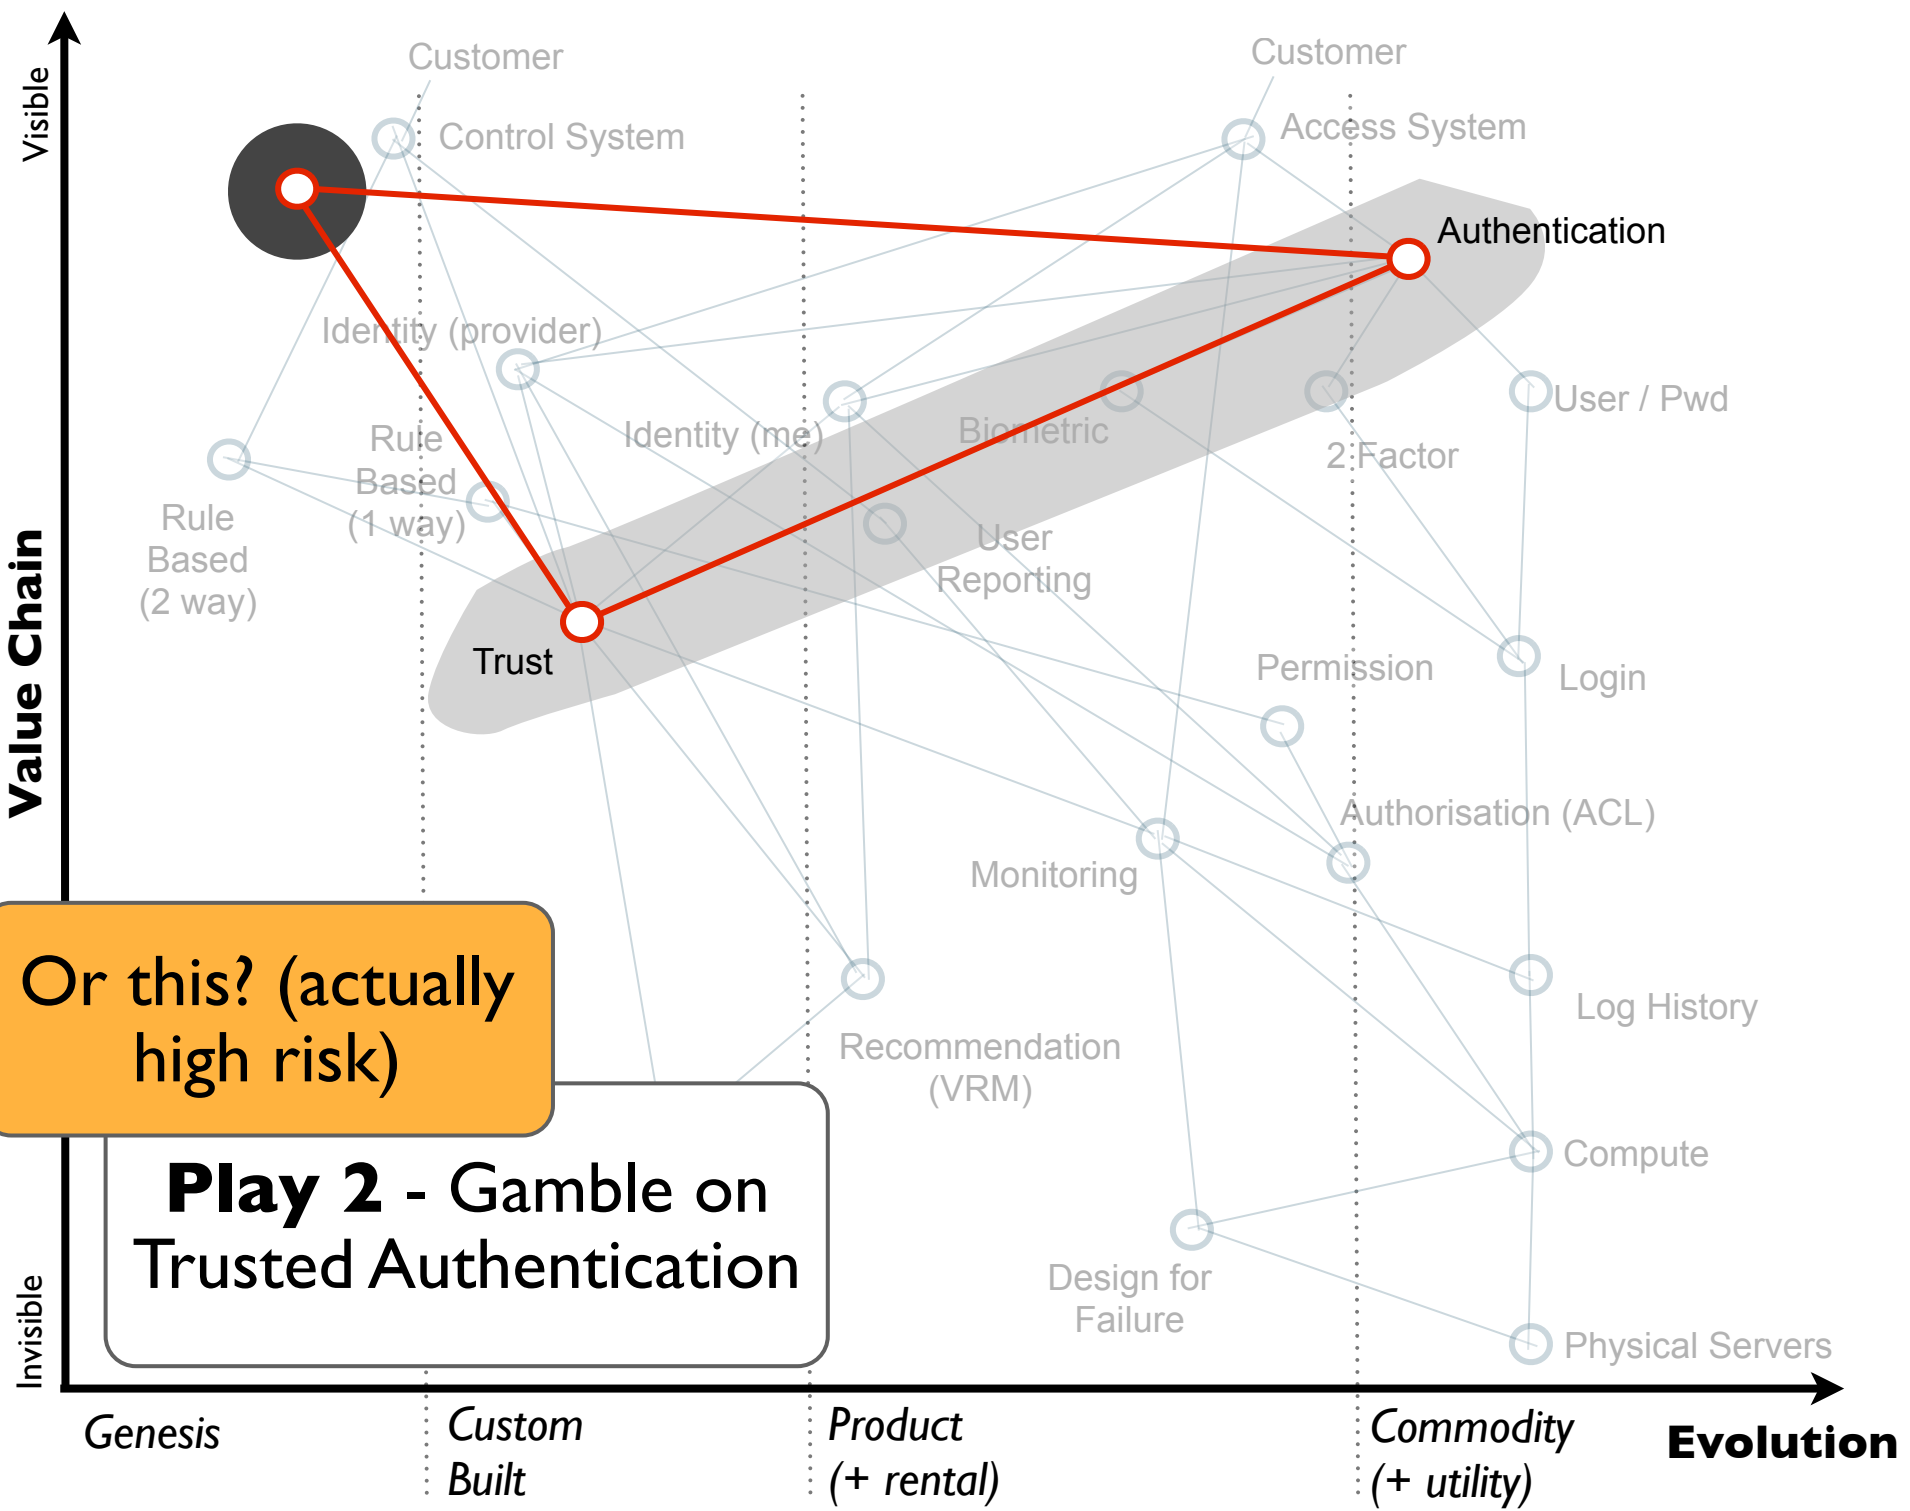 Customer
Customer
Visible
Control System
Access System
Authentication
Identity (provider)
User / Pwd
Identity (me)
Biometric
Rule
Based
(1 way)
2 Factor
Rule
Based
(2 way)
User
Reporting
Value Chain
Trust
Permission
Login
Authorisation (ACL)
Monitoring
Or this? (actually
high risk)
Log History
Recommendation
(VRM)
Compute
Play 2 - Gamble on
Trusted Authentication
Design for
Failure
Invisible
Physical Servers
Genesis
Custom
Built
Product
(+ rental)
Commodity
(+ utility)
Evolution